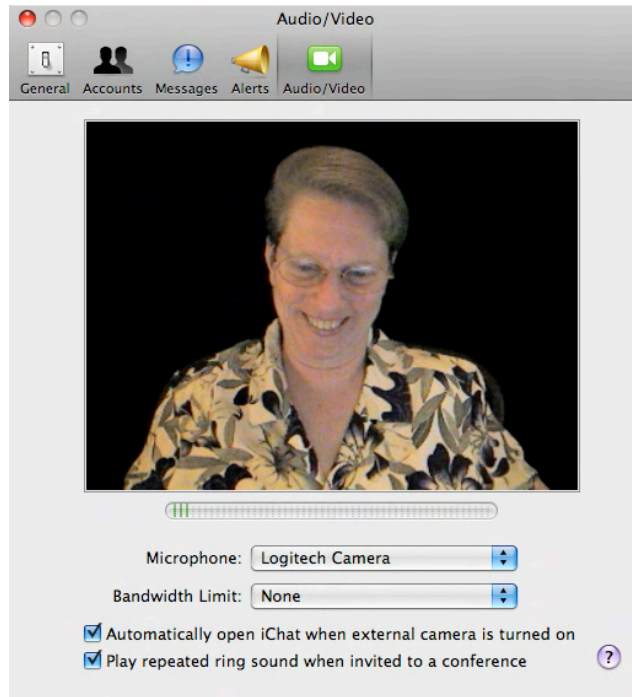 Audio/Video
General Accounts Messages Alerts Audio/Video
Microphone: Logitech Camera
Bandwidth Limit: None
Automatically open iChat when external camera is turned on
Play repeated ring sound when invited to a conference
?